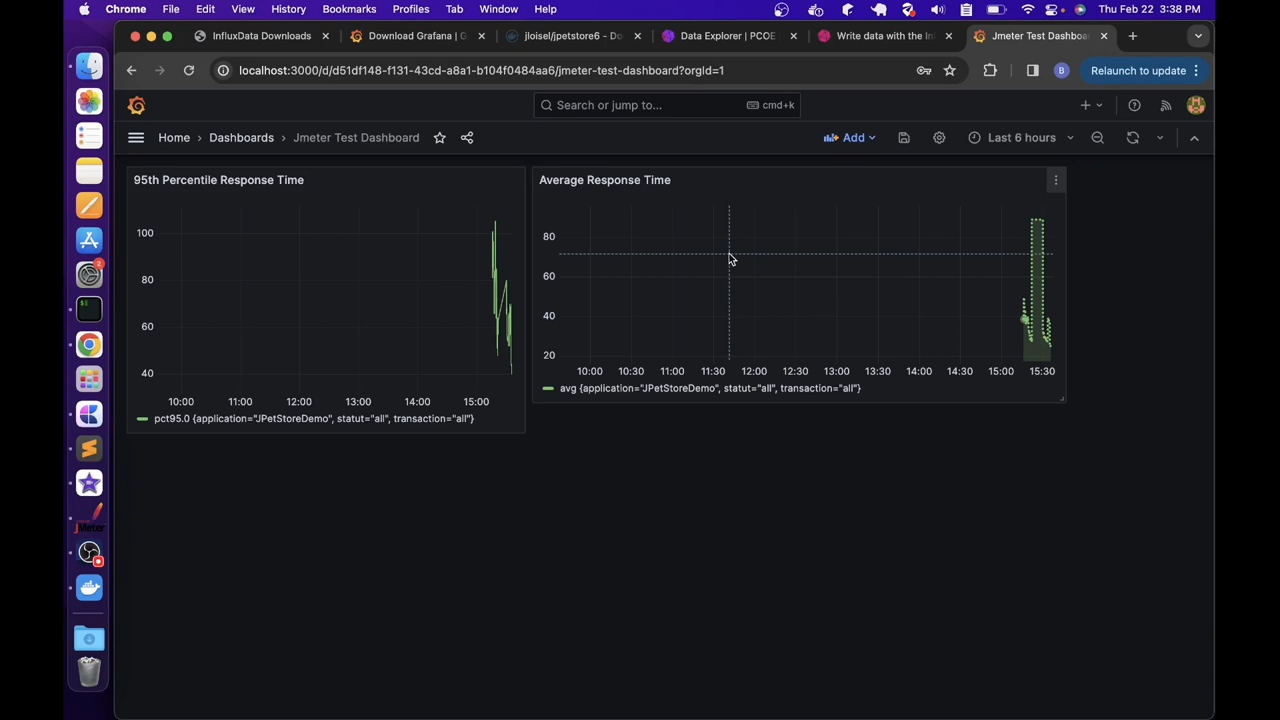 Chrome File Edit View History Bookmarks Profiles Tab Window Help Thu Feb 22 3:38 PM
InfluxData Downloads Download Grafana | G jloisel/jpetstore6 - Do Data Explorer | PCOE Write data with the In Jmeter Test Dashboa
localhost:3000/d/d51df148-f131-43cd-a8a1-b104f0484aa6/jmeter-test-dashboard?orgId=1 B Relaunch to update
Search or jump to... cmd+k
Home › Dashboards › Jmeter Test Dashboard Add Last 6 hours
95th Percentile Response Time
100
80
60
40
10:00 11:00 12:00 13:00 14:00 15:00
pct95.0 {application="JPetStoreDemo", statut="all", transaction="all"}
Average Response Time
80
60
40
20
10:00 10:30 11:00 11:30 12:00 12:30 13:00 13:30 14:00 14:30 15:00 15:30
avg {application="JPetStoreDemo", statut="all", transaction="all"}
2
$
JMeter